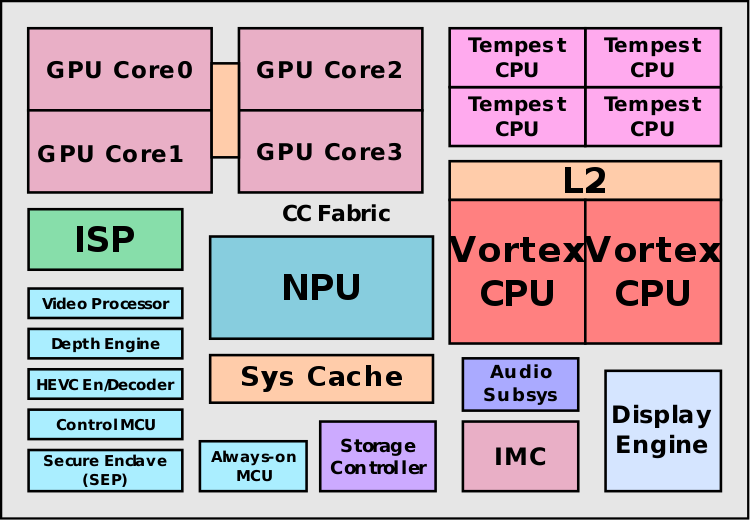 GPU Core0
GPU Core2
GPU Core1
GPU Core3
Tempest
CPU
Tempest
CPU
Tempest
CPU
Tempest
CPU
L2
Vortex
CPU
Vortex
CPU
CC Fabric
ISP
NPU
Video Processor
Depth Engine
HEVC En/Decoder
Control MCU
Secure Enclave
(SEP)
Sys Cache
Always-on
MCU
Storage
Controller
Audio
Subsys
IMC
Display
Engine